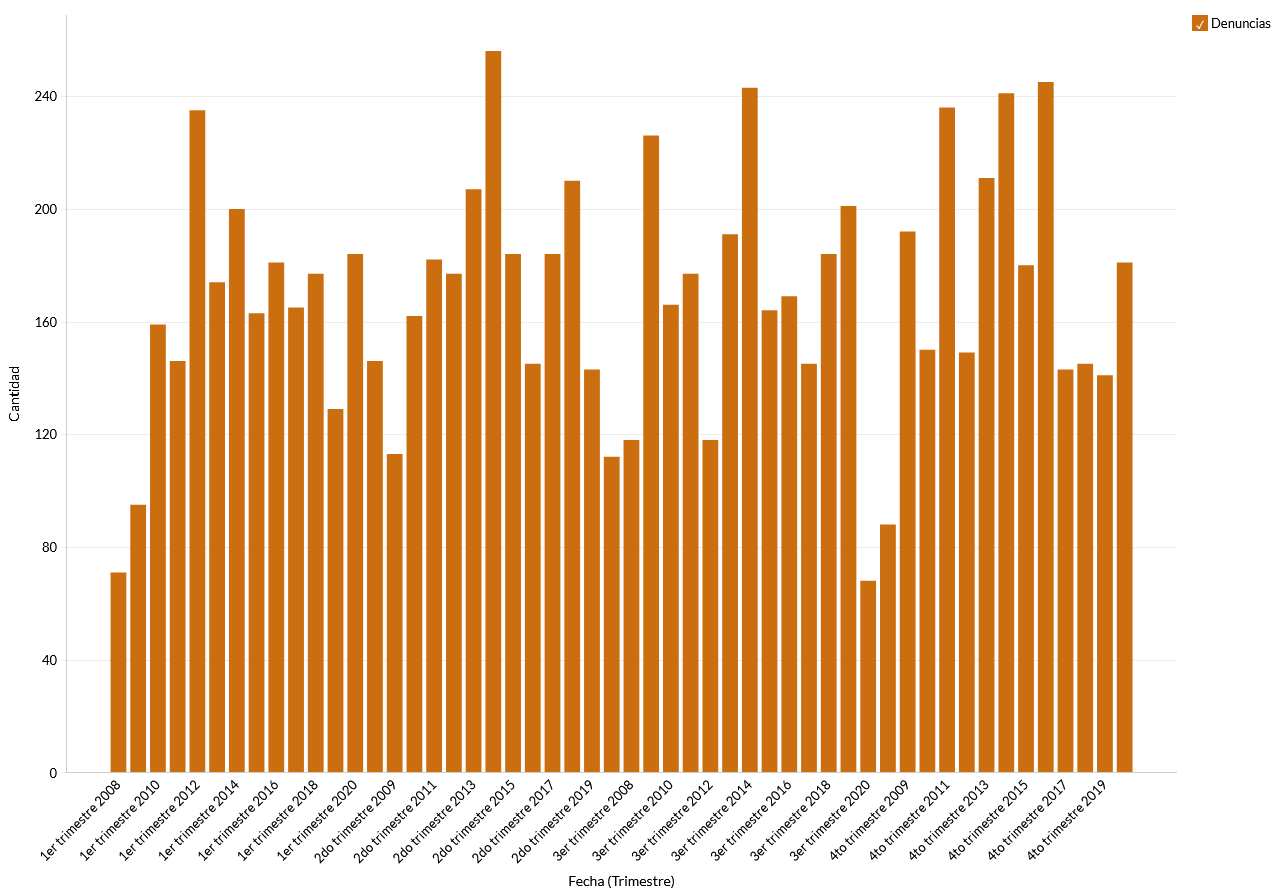 Denuncias
240
200
160
120
80
40
0
Cantidad
1er trimestre 2008
1er trimestre 2010
1er trimestre 2012
1er trimestre 2014
1er trimestre 2016
1er trimestre 2018
1er trimestre 2020
2do trimestre 2009
2do trimestre 2011
2do trimestre 2013
2do trimestre 2015
2do trimestre 2017
2do trimestre 2019
3er trimestre 2008
3er trimestre 2010
3er trimestre 2012
3er trimestre 2014
3er trimestre 2016
3er trimestre 2018
3er trimestre 2020
4to trimestre 2009
4to trimestre 2011
4to trimestre 2013
4to trimestre 2015
4to trimestre 2017
4to trimestre 2019
Fecha (Trimestre)